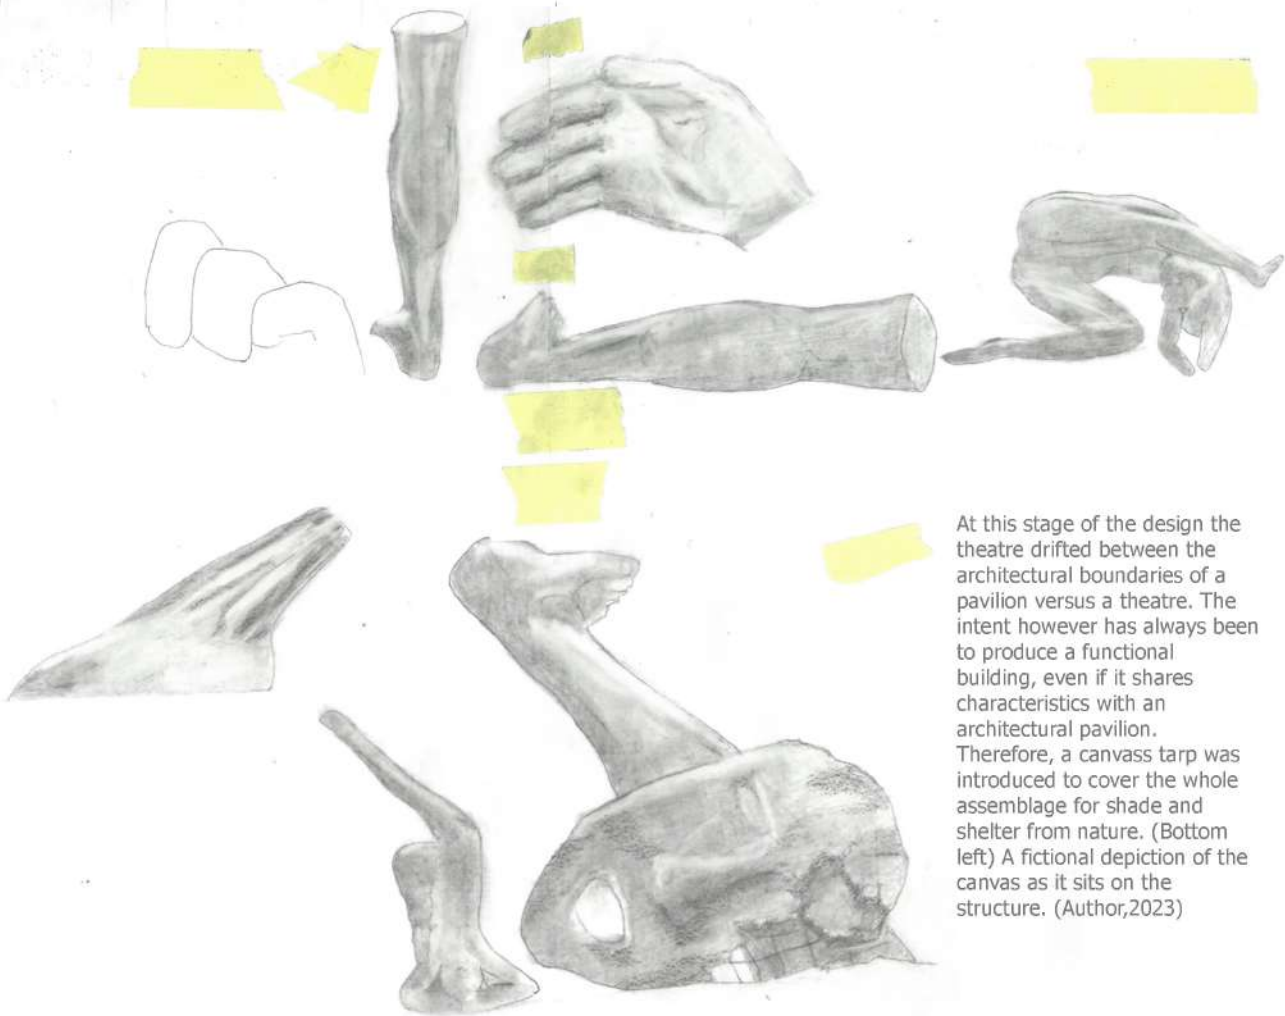 At this stage of the design the
theatre drifted between the
architectural boundaries of a
pavilion versus a theatre. The
intent however has always been
to produce a functional
building, even if it shares
characteristics with an
architectural pavilion.
Therefore, a canvass tarp was
introduced to cover the whole
assemblage for shade and
shelter from nature. (Bottom
left) A fictional depiction of the
canvas as it sits on the
structure. (Author,2023)